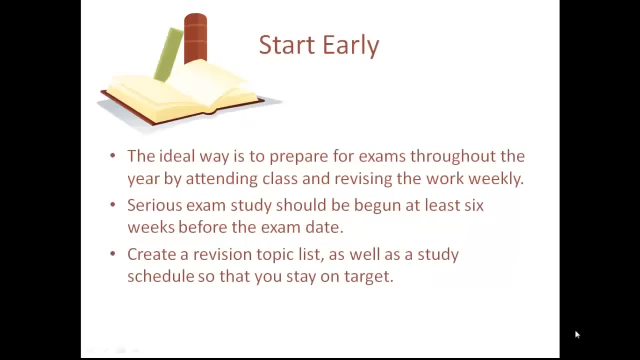 Start Early
• The ideal way is to prepare for exams throughout the
year by attending class and revising the work weekly.
• Serious exam study should be begun at least six
weeks before the exam date.
• Create a revision topic list, as well as a study
schedule so that you stay on target.